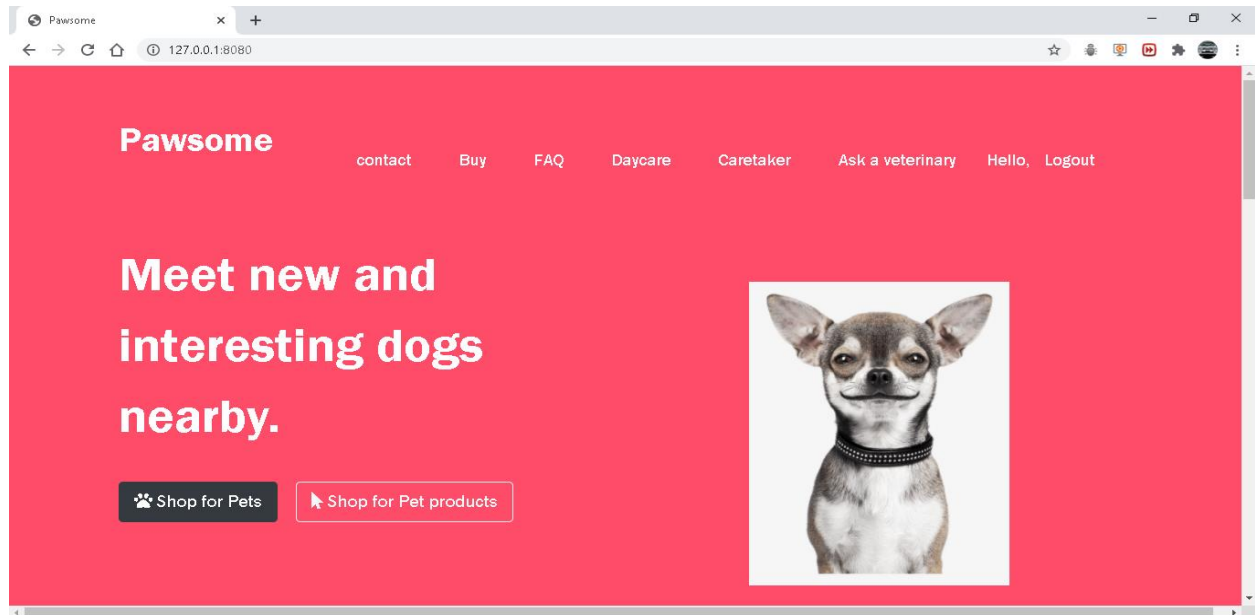 Pawsome
127.0.0.1:8080
Pawsome
contact Buy FAQ Daycare Caretaker Ask a veterinary Hello, Logout
Meet new and
interesting dogs
nearby.
Shop for Pets Shop for Pet products